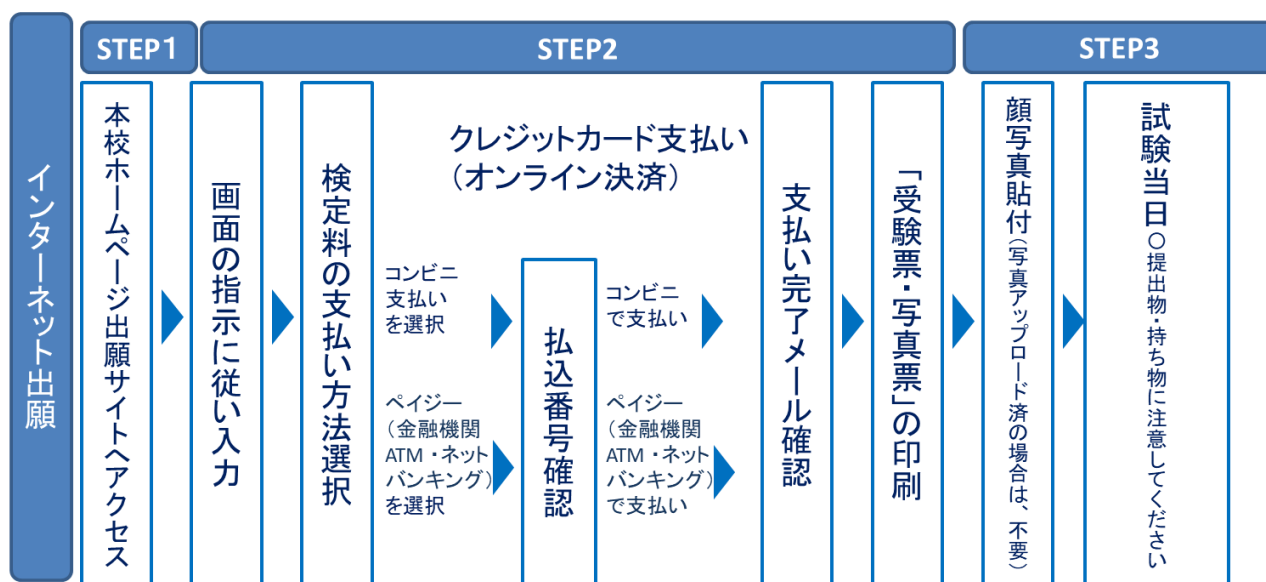 インターネット出願
STEP1
STEP2
STEP3
本校ホームページ出願サイトへアクセス
画面の指示に従い入力
検定料の支払い方法選択
クレジットカード支払い
（オンライン決済）
コンビニ
支払い
を選択
ペイジー
（金融機関
ATM・ネット
バンキング）
を選択
払込番号確認
コンビニ
で支払い
ペイジー
（金融機関
ATM・ネット
バンキング）
で支払い
支払い完了メール確認
「受験票・写真票」の印刷
顔写真貼付（写真アップロード済の場合は、不要）
試験当日○提出物・持ち物に注意してください